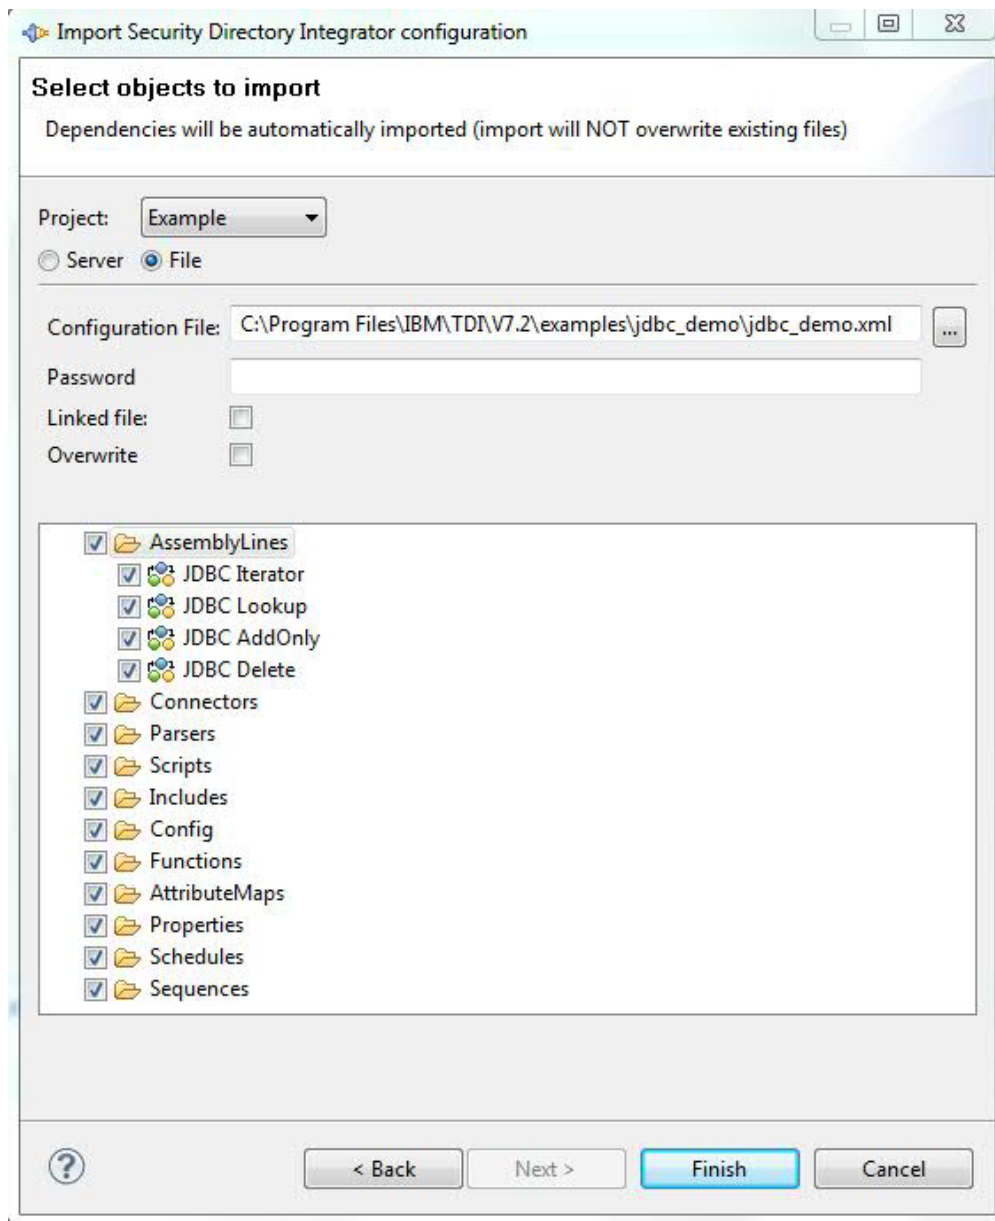 Import Security Directory Integrator configuration
Select objects to import
Dependencies will be automatically imported (import will NOT overwrite existing files)
Project: Example
Server File
Configuration File: C:\Program Files\IBM\TDI\V7.2\examples\jdbc_demo\jdbc_demo.xml ...
Password
Linked file:
Overwrite
AssemblyLines
JDBC Iterator
JDBC Lookup
JDBC AddOnly
JDBC Delete
Connectors
Parsers
Scripts
Includes
Config
Functions
AttributeMaps
Properties
Schedules
Sequences
? < Back Next > Finish Cancel